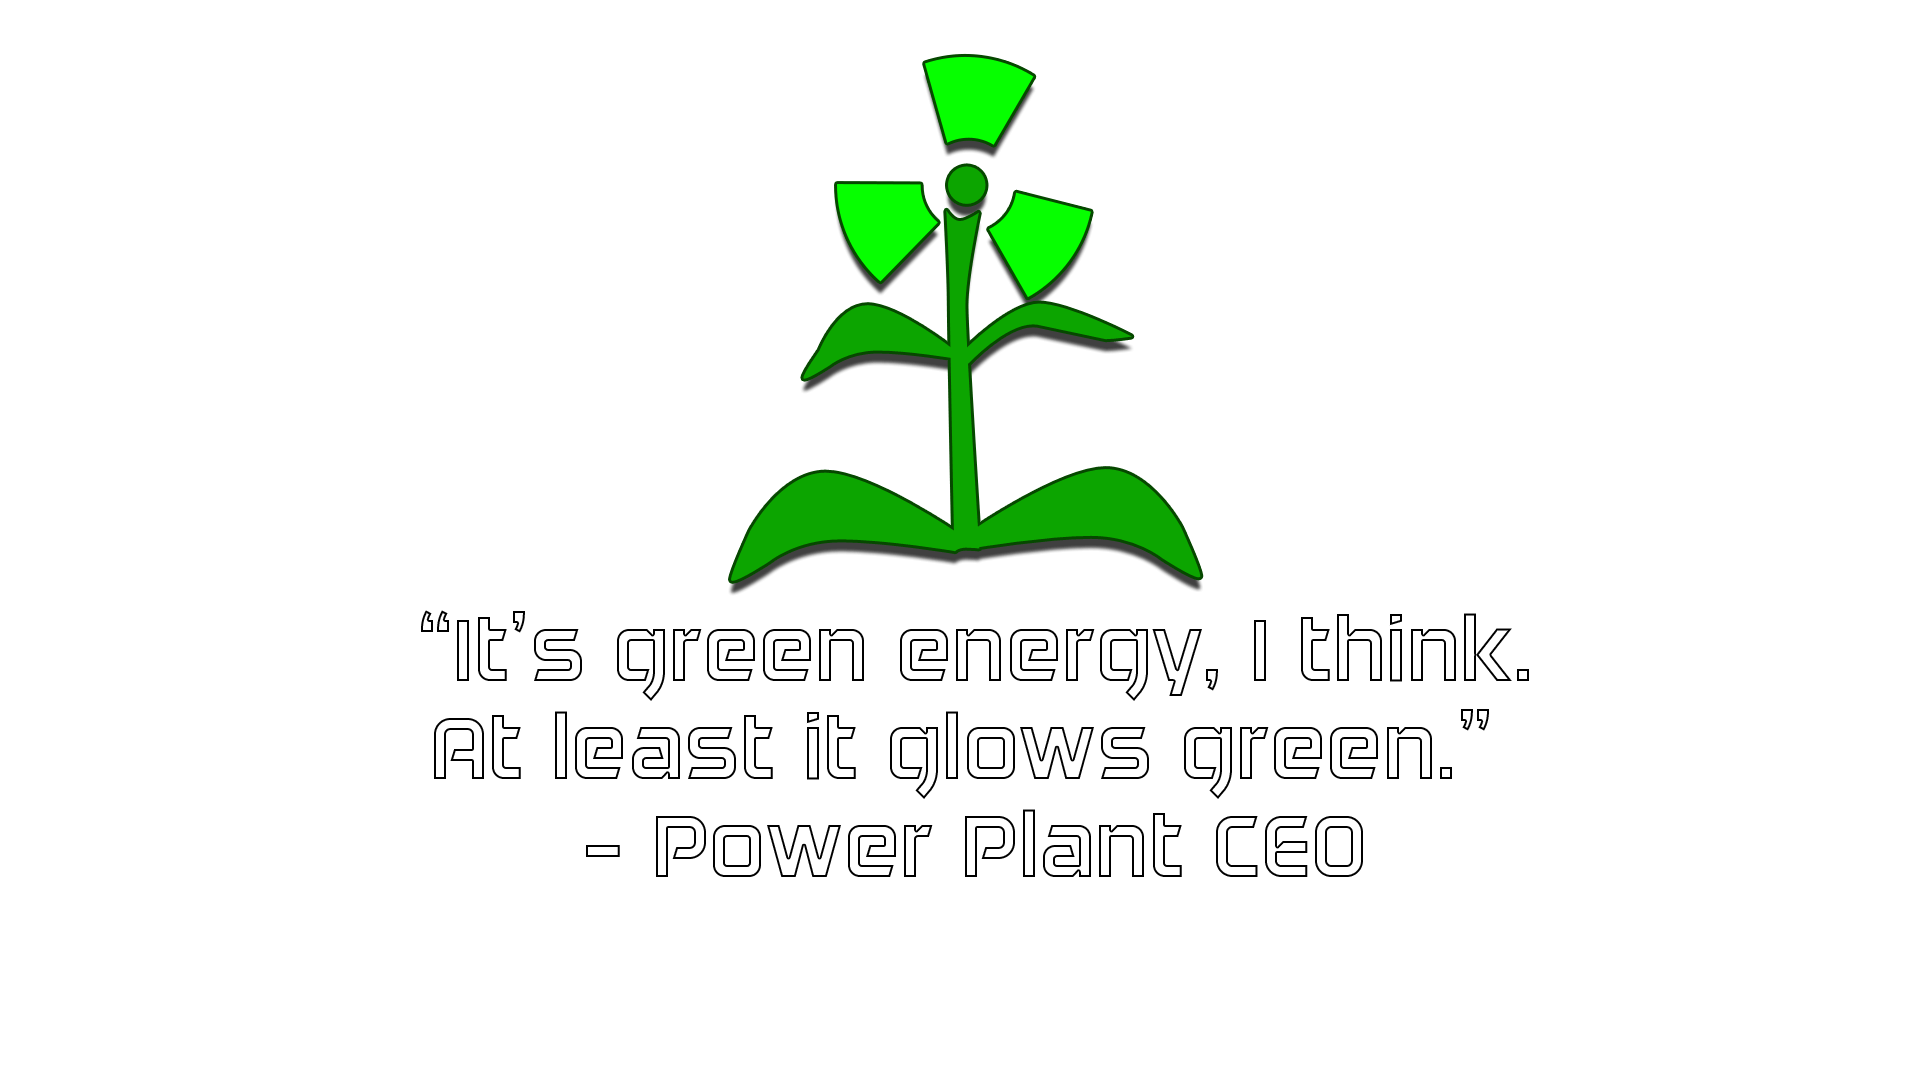 “It’s green energy, I think.
At least it glows green.”
- Power Plant CEO